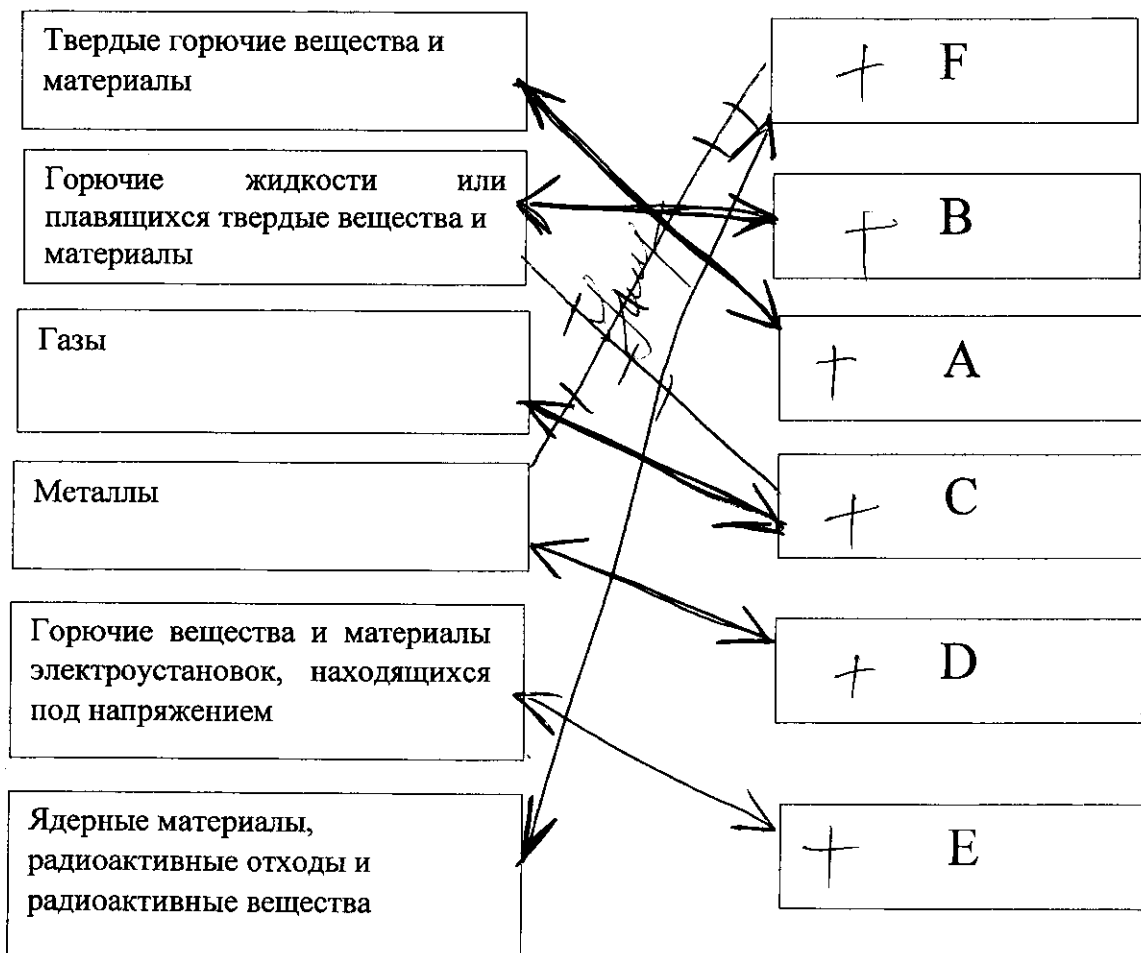 Твердые горючие вещества и
материалы
+ F
Горючие жидкости или
плавящихся твердые вещества и
материалы
+ B
Газы
+ A
Металлы
+ C
Горючие вещества и материалы
электроустановок, находящихся
под напряжением
+ D
Ядерные материалы,
радиоактивные отходы и
радиоактивные вещества
+ E